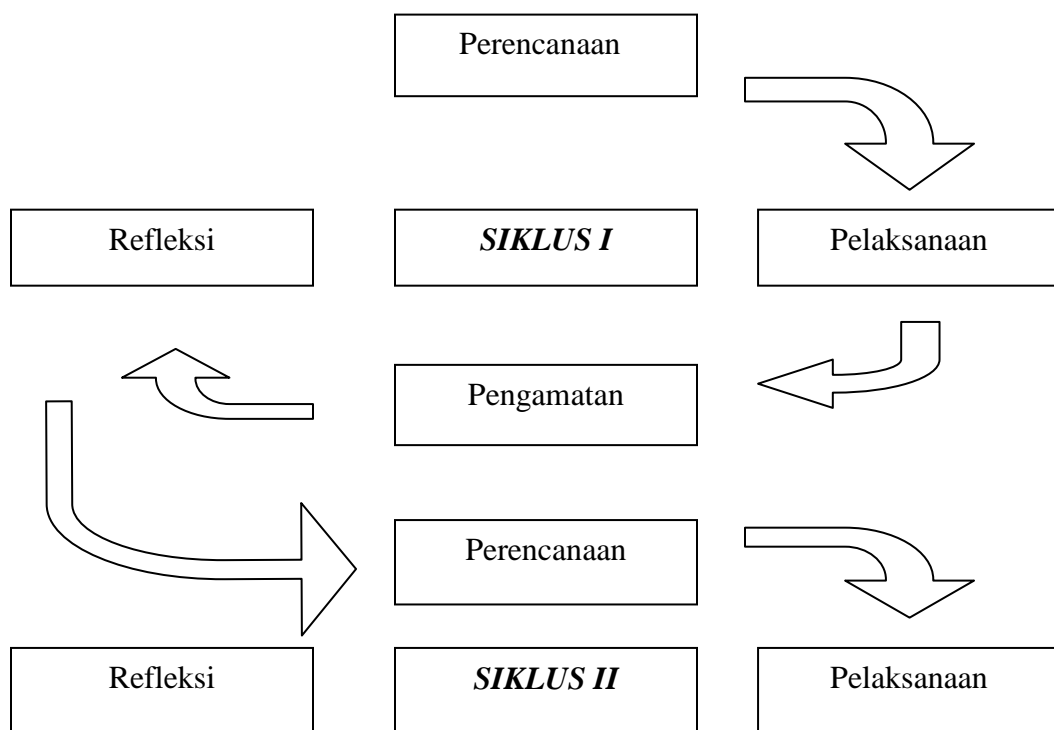 Perencanaan
Refleksi
SIKLUS I
Pelaksanaan
Pengamatan
Perencanaan
Refleksi
SIKLUS II
Pelaksanaan